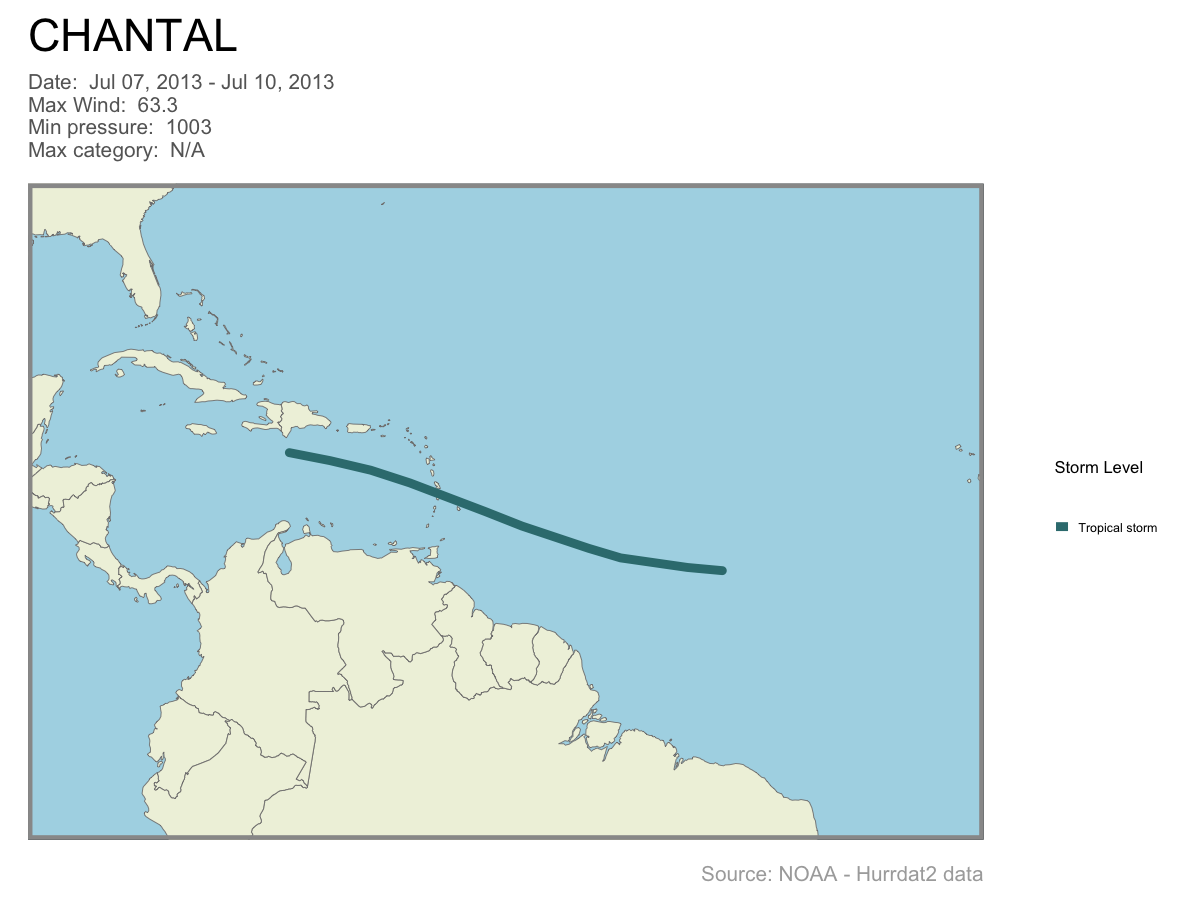 CHANTAL
Date:  Jul 07, 2013 - Jul 10, 2013
Max Wind:  63.3
Min pressure:  1003
Max category:  N/A
Storm Level
Tropical storm
Source: NOAA - Hurrdat2 data